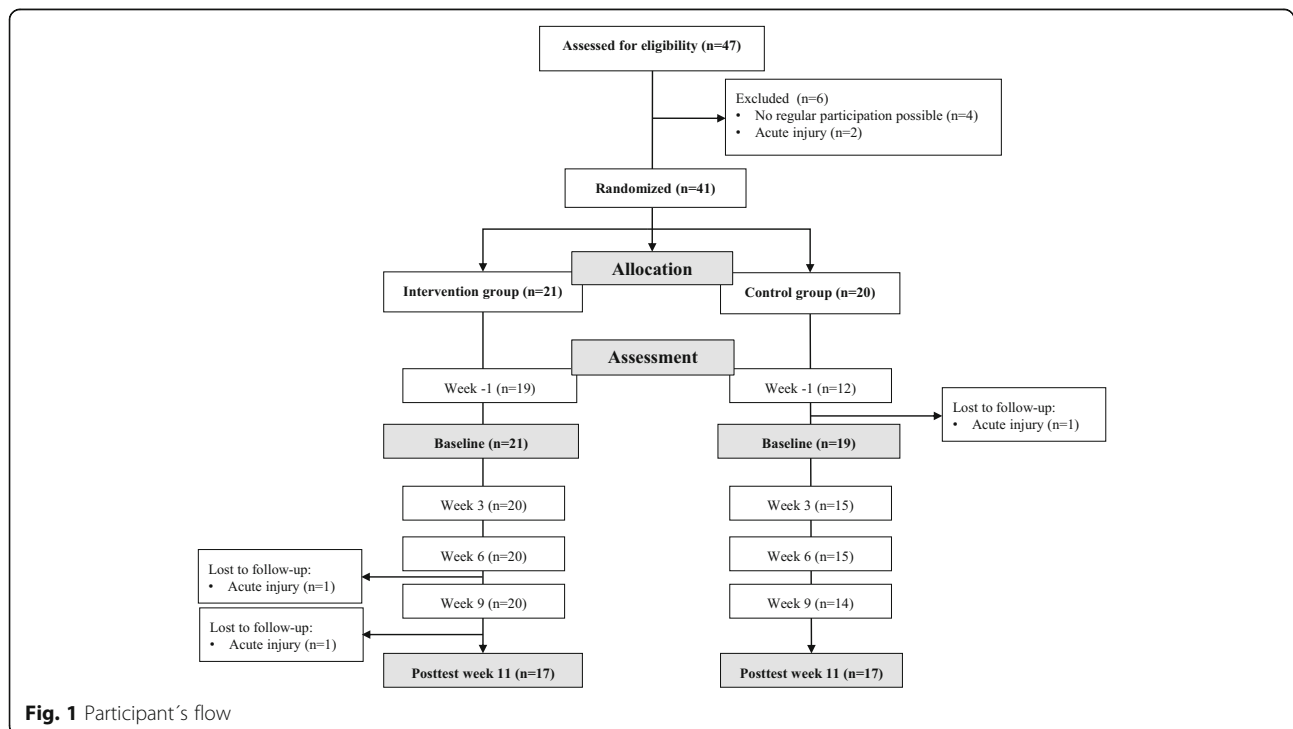 Assessed for eligibility (n=47)
Excluded (n=6)
• No regular participation possible (n=4)
• Acute injury (n=2)
Randomized (n=41)
Allocation
Intervention group (n=21)
Control group (n=20)
Assessment
Week -1 (n=19)
Week -1 (n=12)
Lost to follow-up:
• Acute injury (n=1)
Baseline (n=21)
Baseline (n=19)
Week 3 (n=20)
Week 3 (n=15)
Week 6 (n=20)
Week 6 (n=15)
Lost to follow-up:
• Acute injury (n=1)
Week 9 (n=20)
Week 9 (n=14)
Lost to follow-up:
• Acute injury (n=1)
Posttest week 11 (n=17)
Posttest week 11 (n=17)
Fig. 1 Participant´s flow